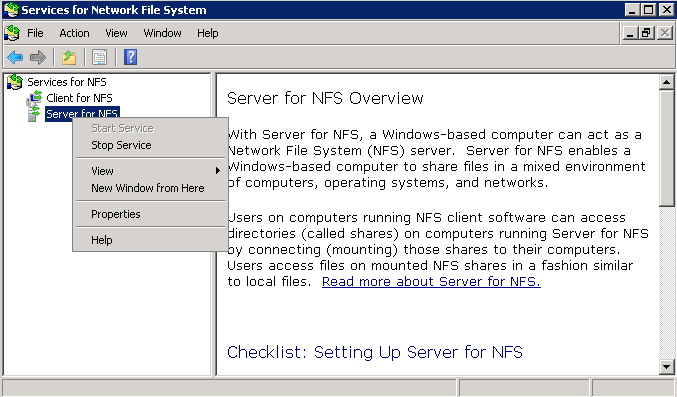 Services for Network File System
File Action View Window Help
Services for NFS
Client for NFS
Server for NFS
Start Service
Stop Service
View
New Window from Here
Properties
Help
Server for NFS Overview
With Server for NFS, a Windows-based computer can act as a
Network File System (NFS) server. Server for NFS enables a
Windows-based computer to share files in a mixed environment
of computers, operating systems, and networks.
Users on computers running NFS client software can access
directories (called shares) on computers running Server for NFS
by connecting (mounting) those shares to their computers.
Users access files on mounted NFS shares in a fashion similar
to local files. Read more about Server for NFS.
Checklist: Setting Up Server for NFS